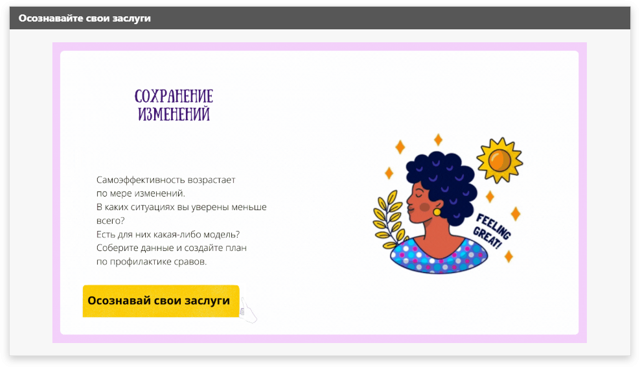 Осознавайте свои заслуги
СОХРАНЕНИЕ
ИЗМЕНЕНИЙ
Самоэффективность возрастает
по мере изменений.
В каких ситуациях вы уверены меньше
всего?
Есть для них какая-либо модель?
Соберите данные и создайте план
по профилактике сравов.
FEELING
GREAT!
Осознавай свои заслуги